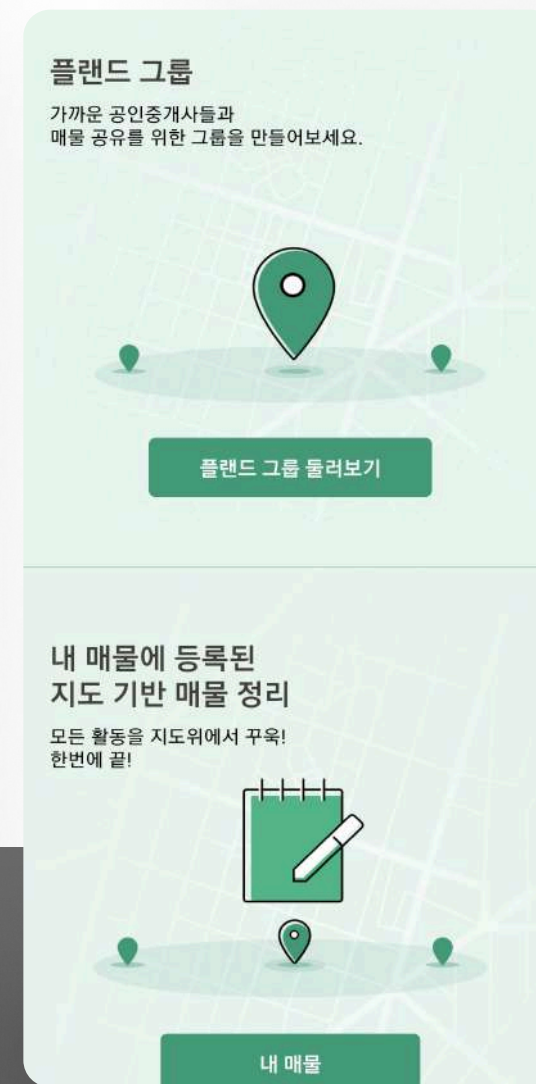 플랜드 그룹
가까운 공인중개사들과
매물 공유를 위한 그룹을 만들어보세요.
플랜드 그룹 둘러보기
내 매물에 등록된
지도 기반 매물 정리
모든 활동을 지도위에서 꾸욱!
한번에 끝!
내 매물